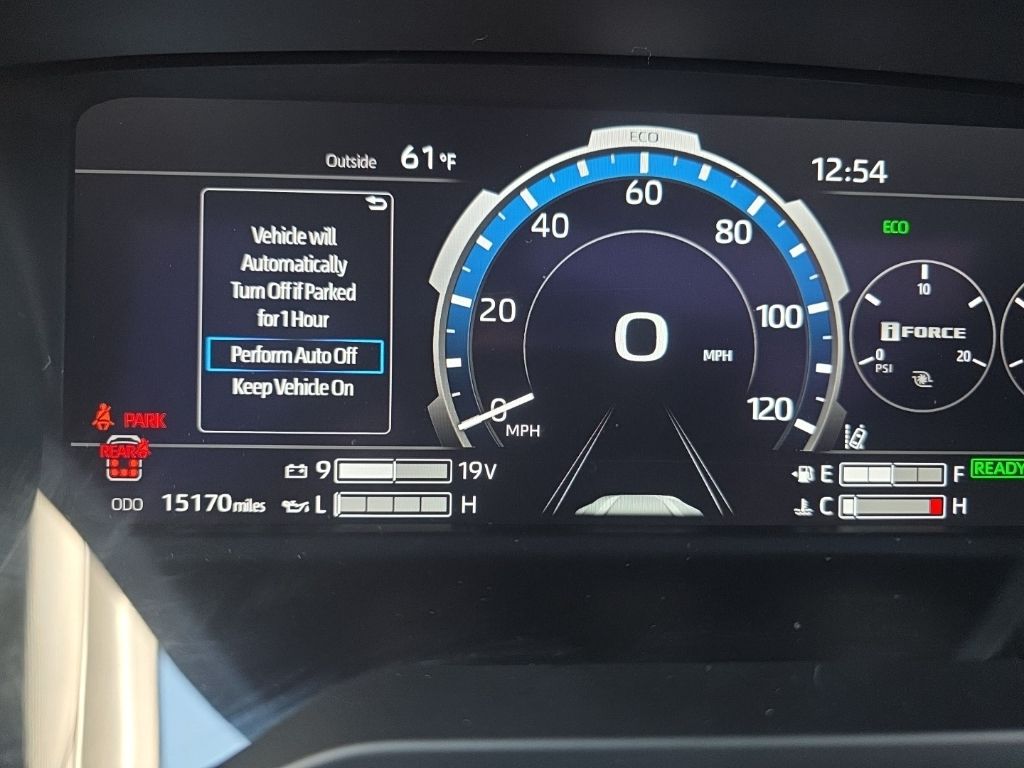 ECO
Outside 61°F
12:54
Vehicle will
Automatically
Turn Off if Parked
for 1 Hour
Perform Auto Off
Keep Vehicle On
0
20
40
60
80
100
120
MPH
0
MPH
ECO
10
iFORCE
0
20
PSI
PARK
REAR
9 19V
E F
READY
ODO 15170 miles
L H
C H